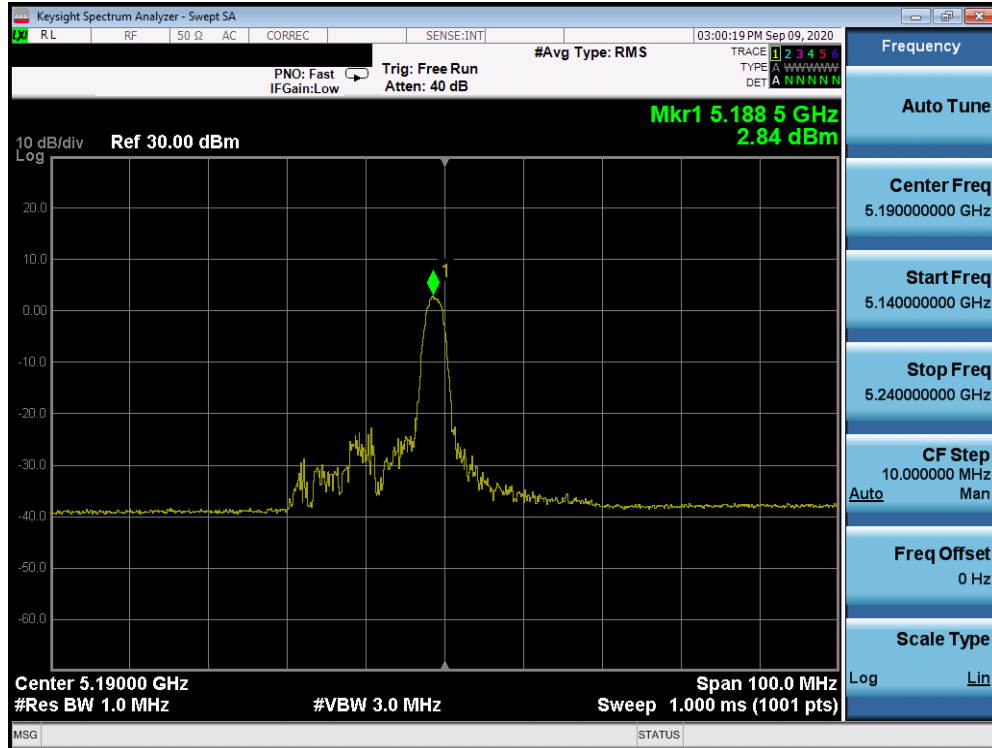 Keysight Spectrum Analyzer - Swept SA
LXI RL RF 50 Ω AC CORREC SENSE:INT 03:00:19 PM Sep 09, 2020
PNO: Fast
IFGain:Low
Trig: Free Run
Atten: 40 dB
#Avg Type: RMS
TRACE 1 2 3 4 5 6
TYPE A WWWWW
DET A N N N N N
Mkr1 5.188 5 GHz
2.84 dBm
10 dB/div Ref 30.00 dBm
Log
20.0
10.0
0.00
-10.0
-20.0
-30.0
-40.0
-50.0
-60.0
1
Center 5.19000 GHz Span 100.0 MHz
#Res BW 1.0 MHz #VBW 3.0 MHz Sweep 1.000 ms (1001 pts)
MSG STATUS
Frequency
Auto Tune
Center Freq
5.190000000 GHz
Start Freq
5.140000000 GHz
Stop Freq
5.240000000 GHz
CF Step
10.000000 MHz
Auto Man
Freq Offset
0 Hz
Scale Type
Log Lin